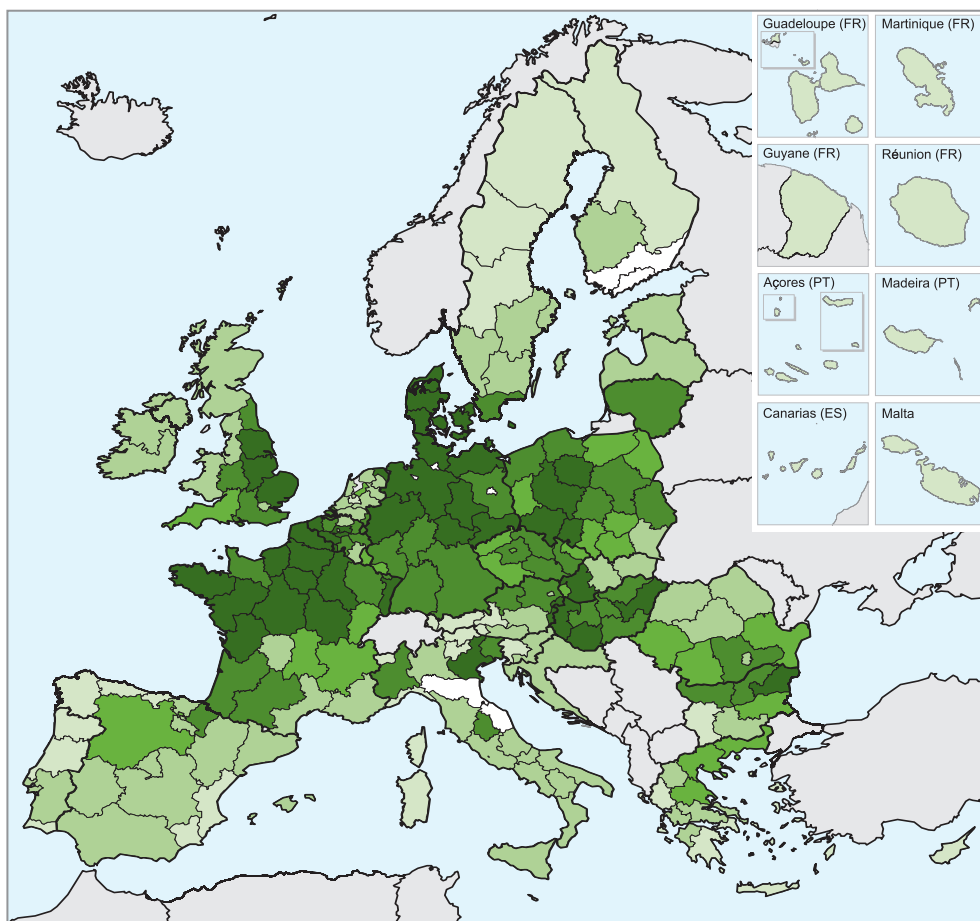 Guadeloupe (FR)
Martinique (FR)
Guyane (FR)
Réunion (FR)
Açores (PT)
Madeira (PT)
Canarias (ES)
Malta